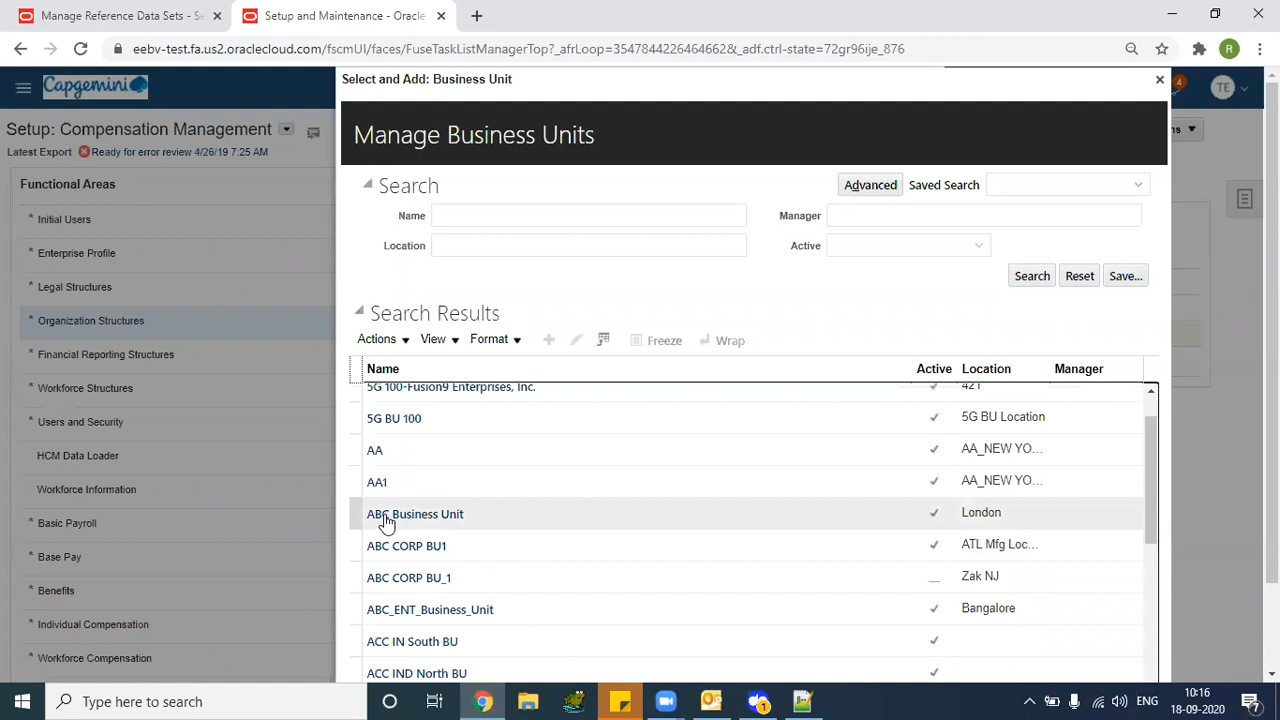 Manage Reference Data Sets - Se
Setup and Maintenance - Oracle
eebv-test.fa.us2.oraclecloud.com/fscmUI/faces/FuseTaskListManagerTop?_afrLoop=3547844226464662&_adf.ctrl-state=72gr96ije_876
R
Capgemini
Select and Add: Business Unit
4
TE
Setup: Compensation Management
Latest Export Ready for error review 4/26/19 7:25 AM
Functional Areas
* Initial Users
* Enterprise Profile
* Legal Structures
* Organization Structures
* Financial Reporting Structures
* Workforce Structures
* Users and Security
HCM Data Loader
Workforce Information
* Basic Payroll
* Base Pay
* Benefits
* Individual Compensation
* Workforce Compensation
Manage Business Units
Search
Advanced Saved Search
Name
Manager
Location
Active
Search Reset Save...
Search Results
Actions View Format Freeze Wrap
Name Active Location Manager
5G 100-Fusion9 Enterprises, Inc. 421
5G BU 100 5G BU Location
AA AA_NEW YO...
AA1 AA_NEW YO...
ABC Business Unit London
ABC CORP BU1 ATL Mfg Loc...
ABC CORP BU_1 Zak NJ
ABC_ENT_Business_Unit Bangalore
ACC IN South BU
ACC IND North BU
Type here to search
1
ENG
10:16
18-09-2020
7